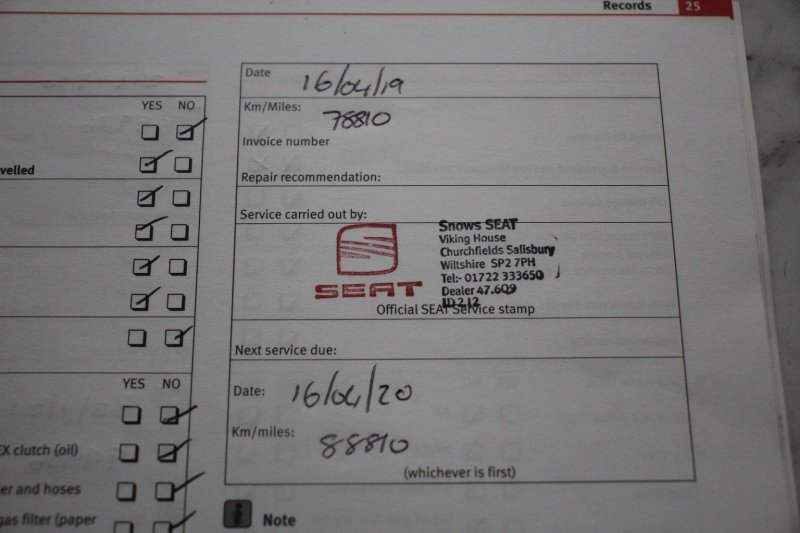 Records 25
Date 16/04/19
YES NO
Km/Miles: 78810
Invoice number
velled
Repair recommendation:
Service carried out by:
SEAT
Snows SEAT
Viking House
Churchfields Salisbury
Wiltshire SP2 7PH
Tel:- 01722 333650
Dealer 47.609
ID 212
Official SEAT Service stamp
Next service due:
YES NO
Date: 16/04/20
Km/miles: 88810
(whichever is first)
EX clutch (oil)
er and hoses
gas filter (paper
i Note